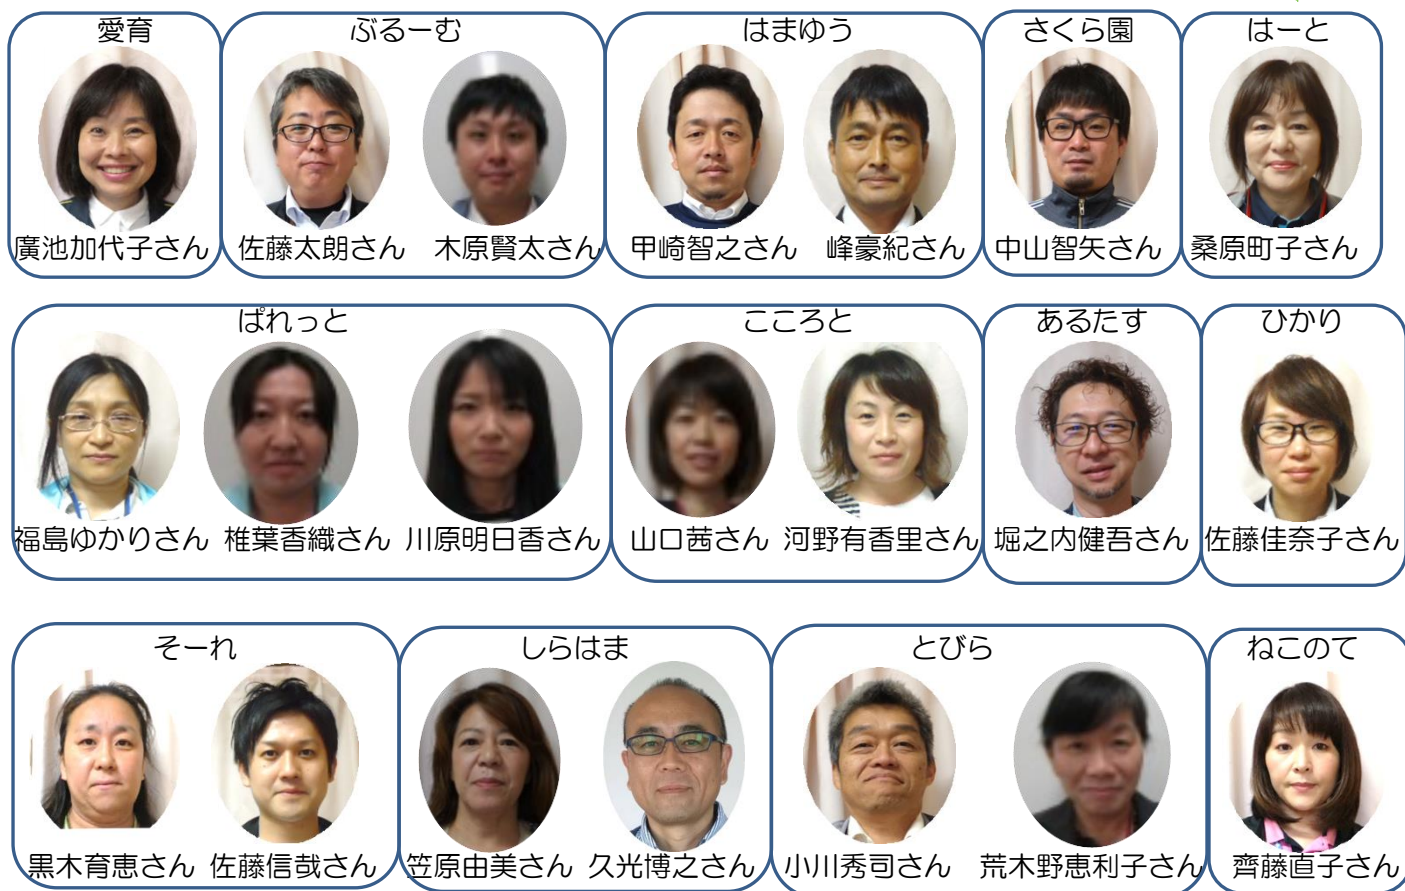 愛育
ぶるーむ
はまゆう
さくら園
はーと
廣池加代子さん
佐藤太朗さん
木原賢太さん
甲崎智之さん
峰豪紀さん
中山智矢さん
桑原町子さん
ぱれっと
こころと
あるたす
ひかり
福島ゆかりさん
椎葉香織さん
川原明日香さん
山口茜さん
河野有香里さん
堀之内健吾さん
佐藤佳奈子さん
そーれ
しらはま
とびら
ねこのて
黒木育恵さん
佐藤信哉さん
笠原由美さん
久光博之さん
小川秀司さん
荒木野恵利子さん
齊藤直子さん